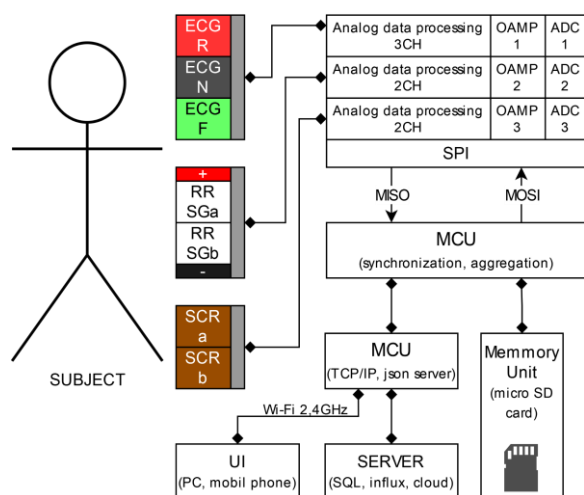 ECG
R
ECG
N
ECG
F
+
RR
SGa
RR
SGb
-
SCR
a
SCR
b
SUBJECT
Analog data processing
3CH
OAMP
1
ADC
1
Analog data processing
2CH
OAMP
2
ADC
2
Analog data processing
2CH
OAMP
3
ADC
3
SPI
MISO
MOSI
MCU
(synchronization, aggregation)
MCU
(TCP/IP, json server)
Memmory
Unit
(micro SD
card)
Wi-Fi 2,4GHz
UI
(PC, mobil phone)
SERVER
(SQL, influx, cloud)